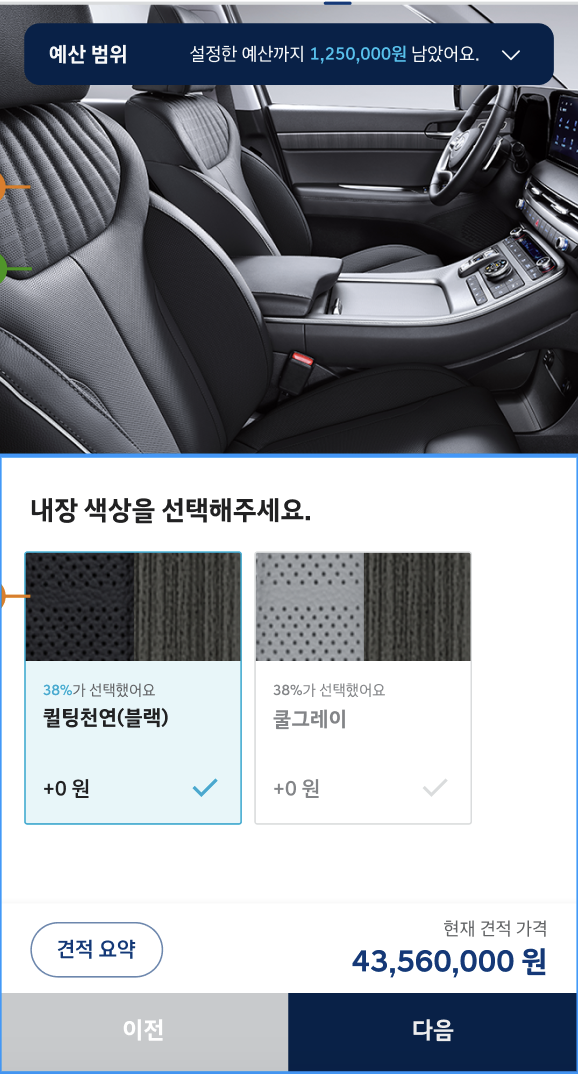 예산 범위
설정한 예산까지 1,250,000원 남았어요.
내장 색상을 선택해주세요.
38%가 선택했어요
퀼팅천연(블랙)
+0 원
38%가 선택했어요
쿨그레이
+0 원
견적 요약
현재 견적 가격
43,560,000 원
이전
다음